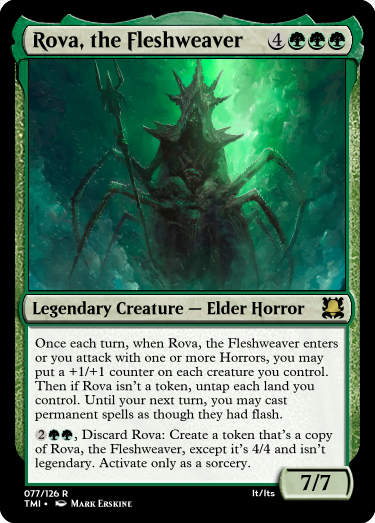 Rova, the Fleshweaver 4
Legendary Creature — Elder Horror
Once each turn, when Rova, the Fleshweaver enters
or you attack with one or more Horrors, you may
put a +1/+1 counter on each creature you control.
Then if Rova isn't a token, untap each land you
control. Until your next turn, you may cast
permanent spells as though they had flash.
2, Discard Rova: Create a token that's a copy
of Rova, the Fleshweaver, except it's 4/4 and isn't
legendary. Activate only as a sorcery.
7/7
077/126 R It/Its
TMI • Mark Erskine